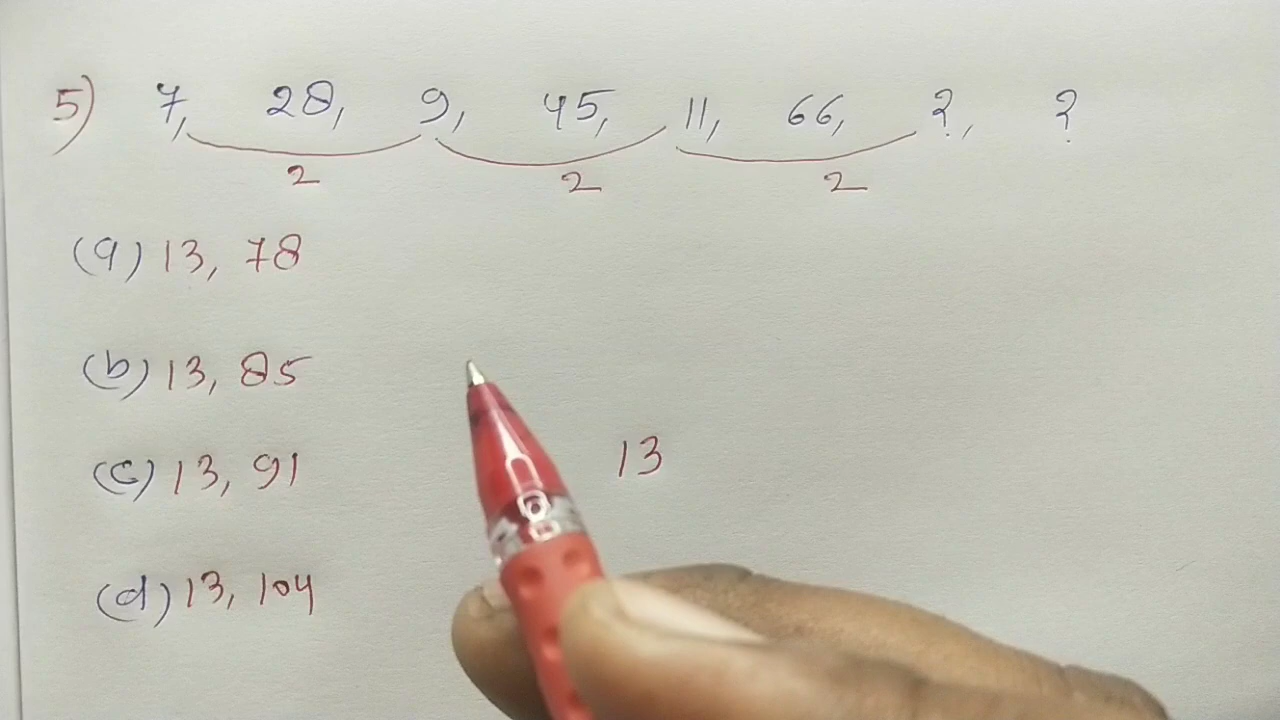 5) 7, 28, 9, 45, 11, 66, ?, ?
2 2 2
(a) 13, 78
(b) 13, 85
(c) 13, 91
13
(d) 13, 104